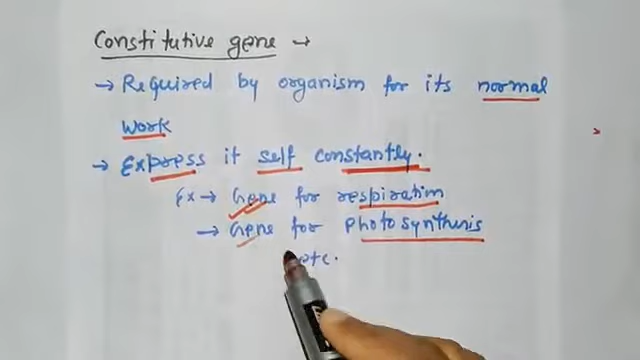 Constitutive gene →
→ Required by organism for its normal
work
→ Express it self constantly.
Ex → Gene for respiration
→ Gene for photosynthesis
etc.